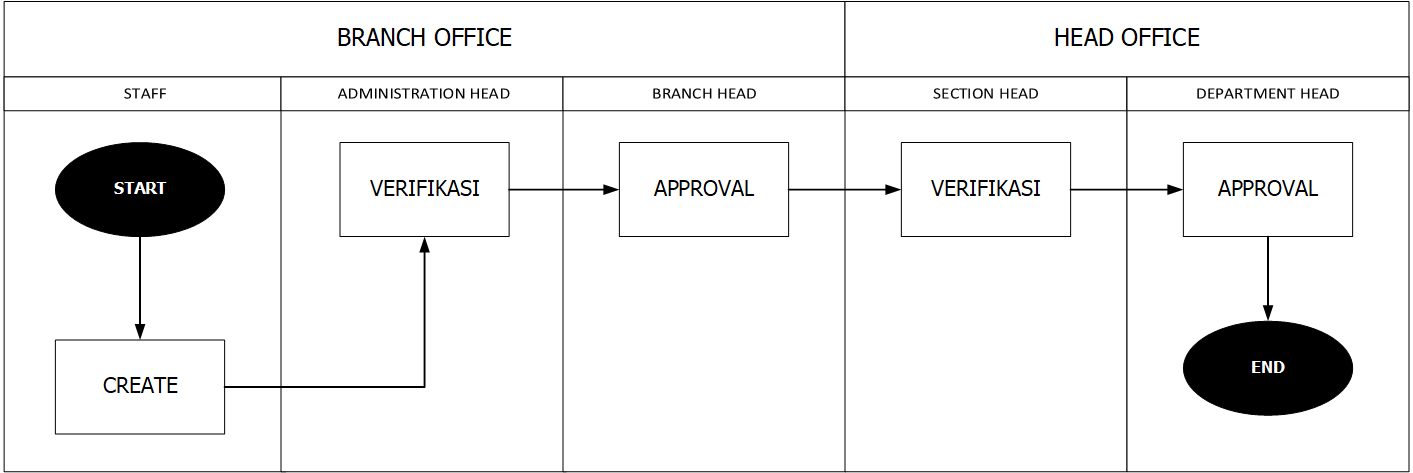 BRANCH OFFICE
HEAD OFFICE
STAFF
ADMINISTRATION HEAD
BRANCH HEAD
SECTION HEAD
DEPARTMENT HEAD
START
VERIFIKASI
APPROVAL
VERIFIKASI
APPROVAL
CREATE
END